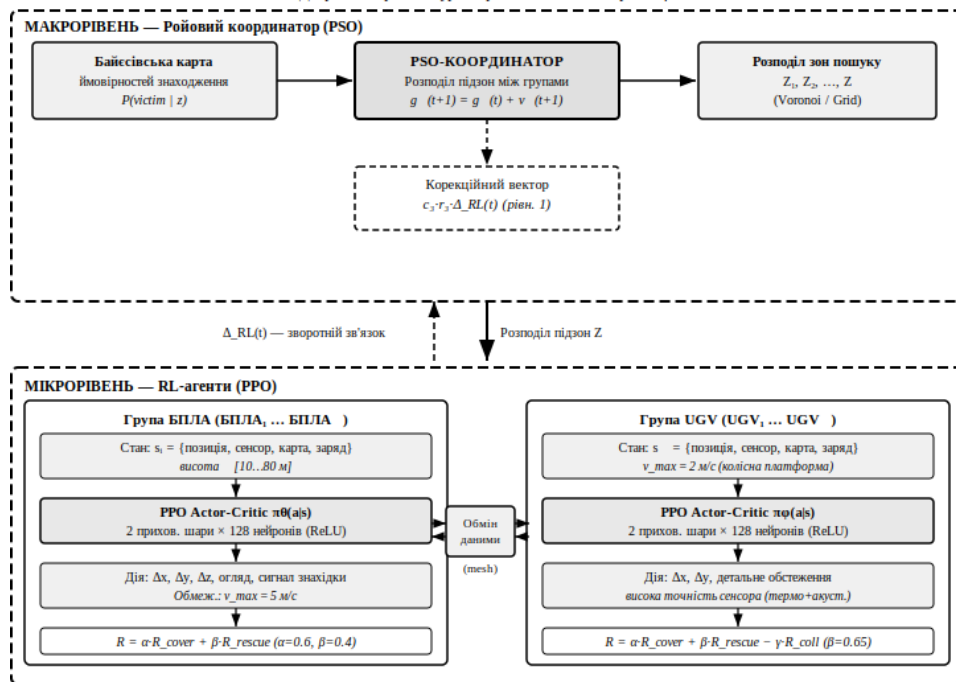 МАКРОРІВЕНЬ — Ройовий координатор (PSO)
Байєсівська карта
ймовірностей знаходження
P(victim | z)
PSO-КООРДИНАТОР
Розподіл підзон між групами
g (t+1) = g (t) + v (t+1)
Розподіл зон пошуку
Z₁, Z₂, …, Z
(Voronoi / Grid)
Корекційний вектор
c₃·r₃·Δ_RL(t) (рівн. 1)
Δ_RL(t) — зворотній зв'язок
Розподіл підзон Z
МІКРОРІВЕНЬ — RL-агенти (PPO)
Група БПЛА (БПЛА₁ … БПЛА )
Стан: sᵢ = {позиція, сенсор, карта, заряд}
висота [10…80 м]
PPO Actor-Critic πθ(a|s)
2 прихов. шари × 128 нейронів (ReLU)
Дія: Δx, Δy, Δz, огляд, сигнал знахідки
Обмеж.: v_max = 5 м/с
R = α·R_cover + β·R_rescue (α=0.6, β=0.4)
Обмін
даними
(mesh)
Група UGV (UGV₁ … UGV )
Стан: s = {позиція, сенсор, карта, заряд}
v_max = 2 м/с (колісна платформа)
PPO Actor-Critic πφ(a|s)
2 прихов. шари × 128 нейронів (ReLU)
Дія: Δx, Δy, детальне обстеження
висока точність сенсора (термо+акуст.)
R = α·R_cover + β·R_rescue − γ·R_coll (β=0.65)